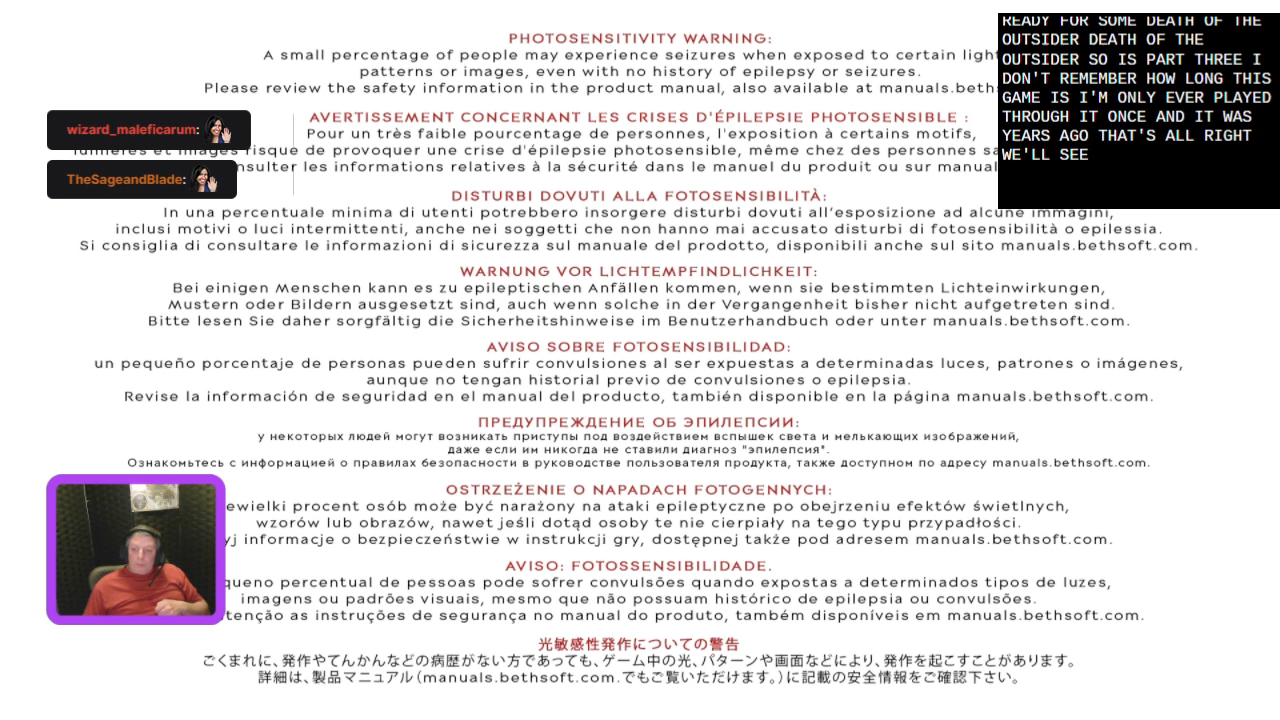 PHOTOSENSITIVITY WARNING:
A small percentage of people may experience seizures when exposed to certain light
patterns or images, even with no history of epilepsy or seizures.
Please review the safety information in the product manual, also available at manuals.beths
READY FOR SOME DEATH OF THE
OUTSIDER DEATH OF THE
OUTSIDER SO IS PART THREE I
DON'T REMEMBER HOW LONG THIS
GAME IS I'M ONLY EVER PLAYED
THROUGH IT ONCE AND IT WAS
YEARS AGO THAT'S ALL RIGHT
WE'LL SEE
wizard_maleficarum:
TheSageandBlade:
AVERTISSEMENT CONCERNANT LES CRISES D'ÉPILEPSIE PHOTOSENSIBLE :
Pour un très faible pourcentage de personnes, l'exposition à certains motifs,
lumières et images risque de provoquer une crise d'épilepsie photosensible, même chez des personnes sa
nsulter les informations relatives à la sécurité dans le manuel du produit ou sur manual
DISTURBI DOVUTI ALLA FOTOSENSIBILITÀ:
In una percentuale minima di utenti potrebbero insorgere disturbi dovuti all'esposizione ad alcune immagini,
inclusi motivi o luci intermittenti, anche nei soggetti che non hanno mai accusato disturbi di fotosensibilità o epilessia.
Si consiglia di consultare le informazioni di sicurezza sul manuale del prodotto, disponibili anche sul sito manuals.bethsoft.com.
WARNUNG VOR LICHTEMPFINDLICHKEIT:
Bei einigen Menschen kann es zu epileptischen Anfällen kommen, wenn sie bestimmten Lichteinwirkungen,
Mustern oder Bildern ausgesetzt sind, auch wenn solche in der Vergangenheit bisher nicht aufgetreten sind.
Bitte lesen Sie daher sorgfältig die Sicherheitshinweise im Benutzerhandbuch oder unter manuals.bethsoft.com.
AVISO SOBRE FOTOSENSIBILIDAD:
un pequeño porcentaje de personas pueden sufrir convulsiones al ser expuestas a determinadas luces, patrones o imágenes,
aunque no tengan historial previo de convulsiones o epilepsia.
Revise la información de seguridad en el manual del producto, también disponible en la página manuals.bethsoft.com.
ПРЕДУПРЕЖДЕНИЕ ОБ ЭПИЛЕПСИИ:
у некоторых людей могут возникать приступы под воздействием вспышек света и мелькающих изображений,
даже если им никогда не ставили диагноз "эпилепсия".
Ознакомьтесь с информацией о правилах безопасности в руководстве пользователя продукта, также доступном по адресу manuals.bethsoft.com.
OSTRZEŻENIE O NAPADACH FOTOGENNYCH:
ewielki procent osób może być narażony na ataki epileptyczne po obejrzeniu efektów świetlnych,
wzorów lub obrazów, nawet jeśli dotąd osoby te nie cierpiały na tego typu przypadłości.
yj informacje o bezpieczeństwie w instrukcji gry, dostępnej także pod adresem manuals.bethsoft.com.
AVISO: FOTOSSENSIBILIDADE.
queno percentual de pessoas pode sofrer convulsões quando expostas a determinados tipos de luzes,
imagens ou padrões visuais, mesmo que não possuam histórico de epilepsia ou convulsões.
tenção as instruções de segurança no manual do produto, também disponíveis em manuals.bethsoft.com.
光敏感性発作についての警告
ごくまれに、発作やてんかんなどの病歴がない方であっても、ゲーム中の光、パターンや画面などにより、発作を起こすことがあります。
詳細は、製品マニュアル（manuals.bethsoft.com.でもご覧いただけます。）に記載の安全情報をご確認下さい。